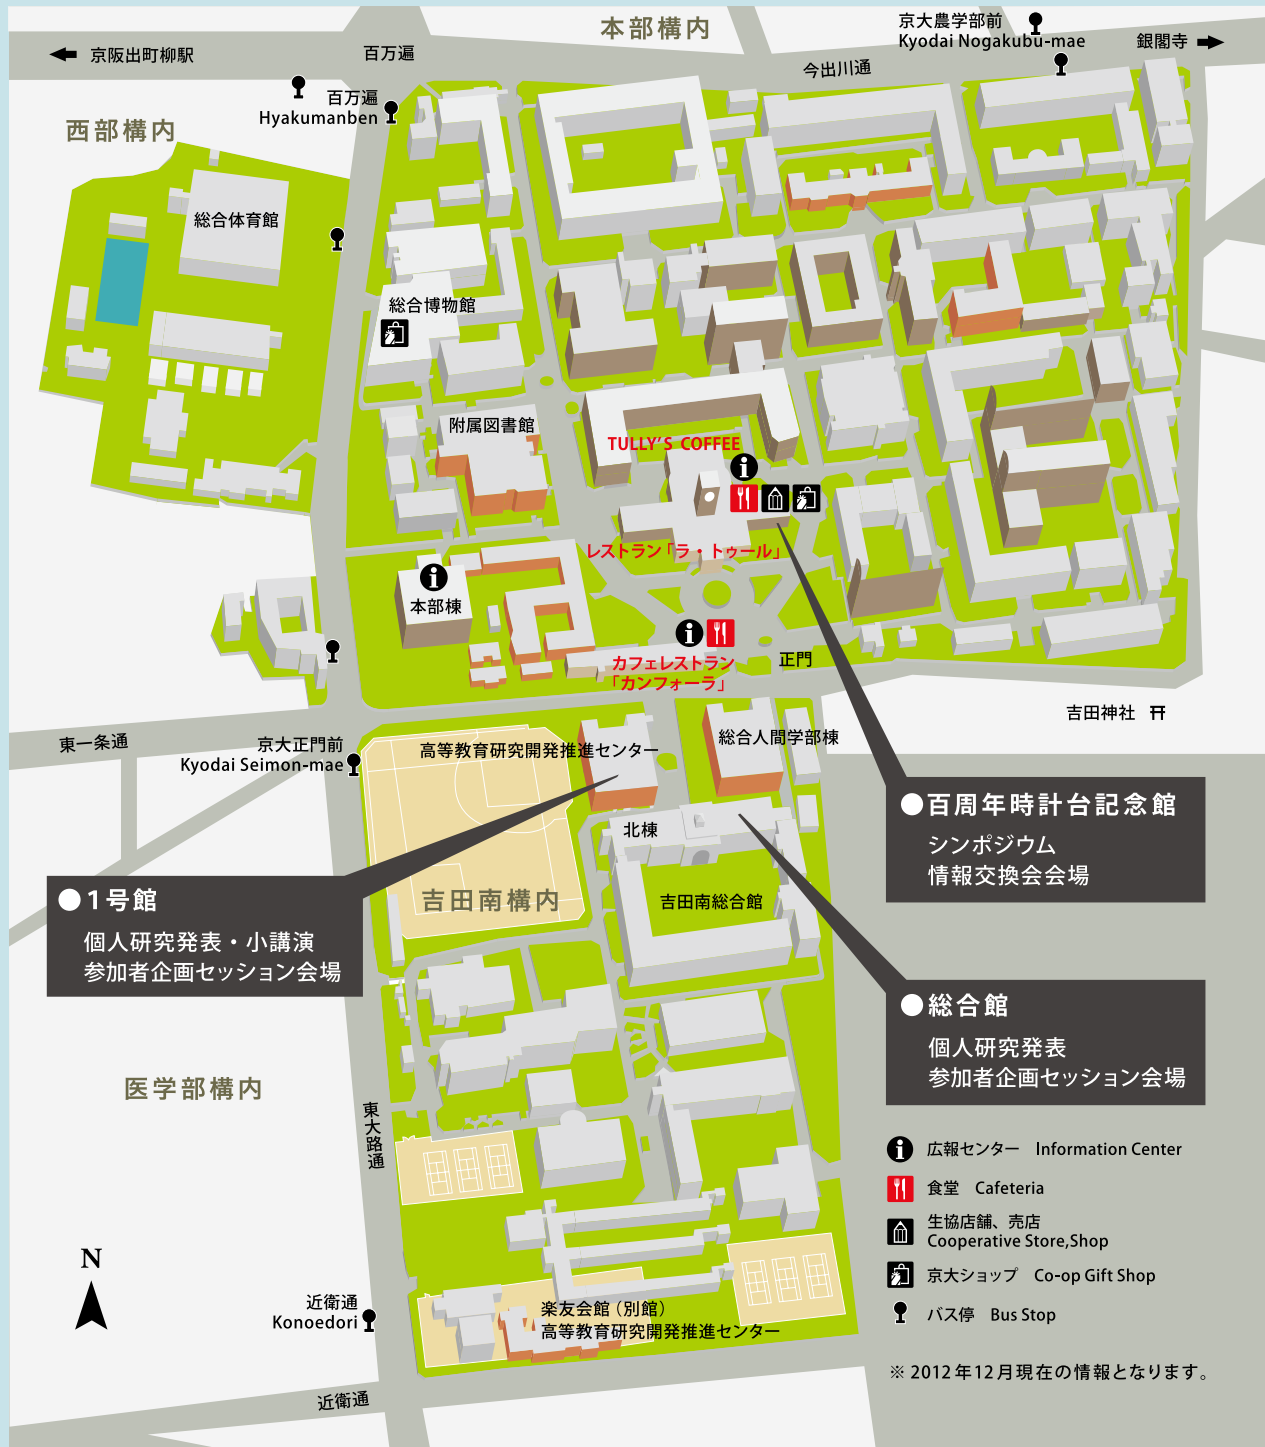 本部構内
京大農学部前
Kyodai Nogakubu-mae
銀閣寺
京阪出町柳駅
百万遍
今出川通
百万遍
Hyakumanben
西部構内
総合体育館
総合博物館
附属図書館
TULLY'S COFFEE
レストラン「ラ・トゥール」
本部棟
カフェレストラン
「カンフォーラ」
正門
吉田神社
東一条通
京大正門前
Kyodai Seimon-mae
高等教育研究開発推進センター
総合人間学部棟
●百周年時計台記念館
シンポジウム
情報交換会会場
北棟
吉田南構内
吉田南総合館
●1号館
個人研究発表・小講演
参加者企画セッション会場
●総合館
個人研究発表
参加者企画セッション会場
医学部構内
東大路通
i 広報センター Information Center
食堂 Cafeteria
生協店舗、売店
Cooperative Store,Shop
京大ショップ Co-op Gift Shop
バス停 Bus Stop
N
近衛通
Konoedori
楽友会館（別館）
高等教育研究開発推進センター
近衛通
※ 2012年12月現在の情報となります。